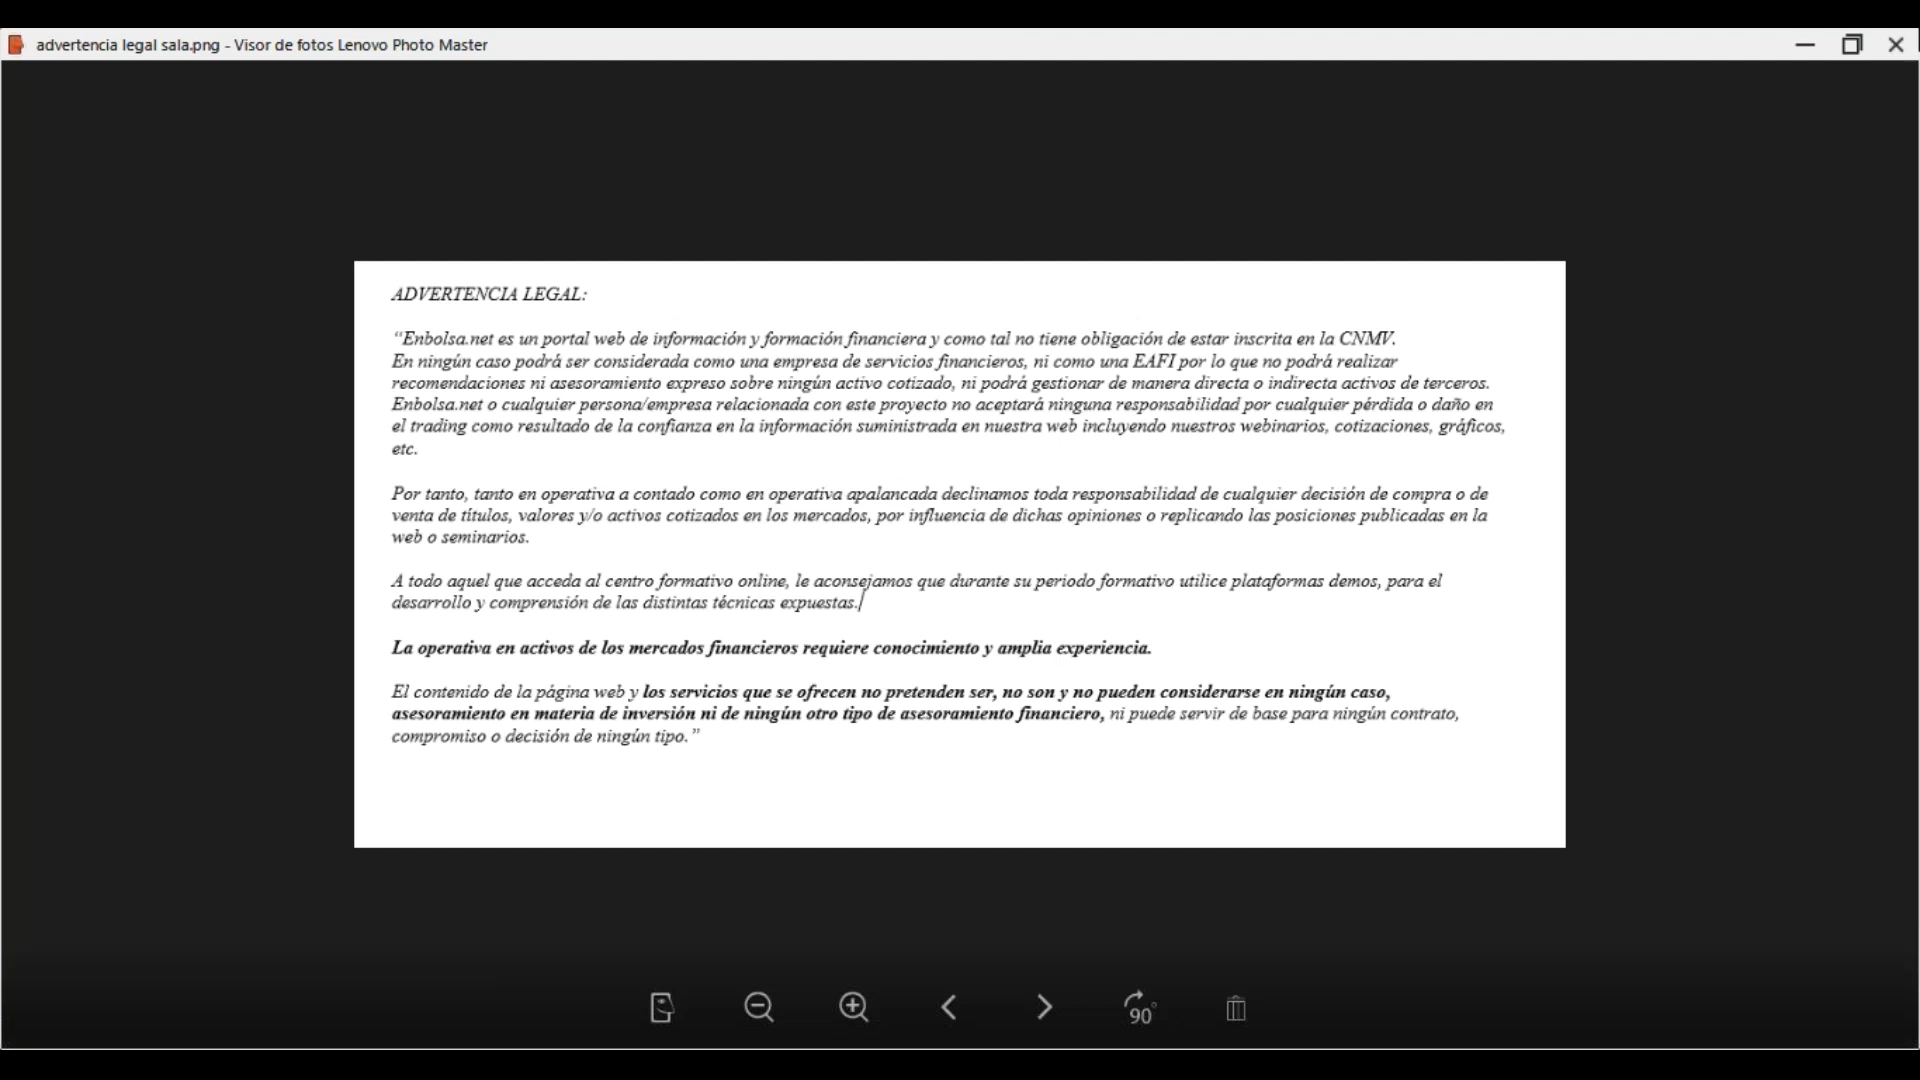 advertencia legal sala.png - Visor de fotos Lenovo Photo Master
ADVERTENCIA LEGAL:
“Enbolsa.net es un portal web de información y formación financiera y como tal no tiene obligación de estar inscrita en la CNMV.
En ningún caso podrá ser considerada como una empresa de servicios financieros, ni como una EAFI por lo que no podrá realizar
recomendaciones ni asesoramiento expreso sobre ningún activo cotizado, ni podrá gestionar de manera directa o indirecta activos de terceros.
Enbolsa.net o cualquier persona/empresa relacionada con este proyecto no aceptará ninguna responsabilidad por cualquier pérdida o daño en
el trading como resultado de la confianza en la información suministrada en nuestra web incluyendo nuestros webinarios, cotizaciones, gráficos,
etc.
Por tanto, tanto en operativa a contado como en operativa apalancada declinamos toda responsabilidad de cualquier decisión de compra o de
venta de títulos, valores y/o activos cotizados en los mercados, por influencia de dichas opiniones o replicando las posiciones publicadas en la
web o seminarios.
A todo aquel que acceda al centro formativo online, le aconsejamos que durante su periodo formativo utilice plataformas demos, para el
desarrollo y comprensión de las distintas técnicas expuestas.
La operativa en activos de los mercados financieros requiere conocimiento y amplia experiencia.
El contenido de la página web y los servicios que se ofrecen no pretenden ser, no son y no pueden considerarse en ningún caso,
asesoramiento en materia de inversión ni de ningún otro tipo de asesoramiento financiero, ni puede servir de base para ningún contrato,
compromiso o decisión de ningún tipo.”
90°